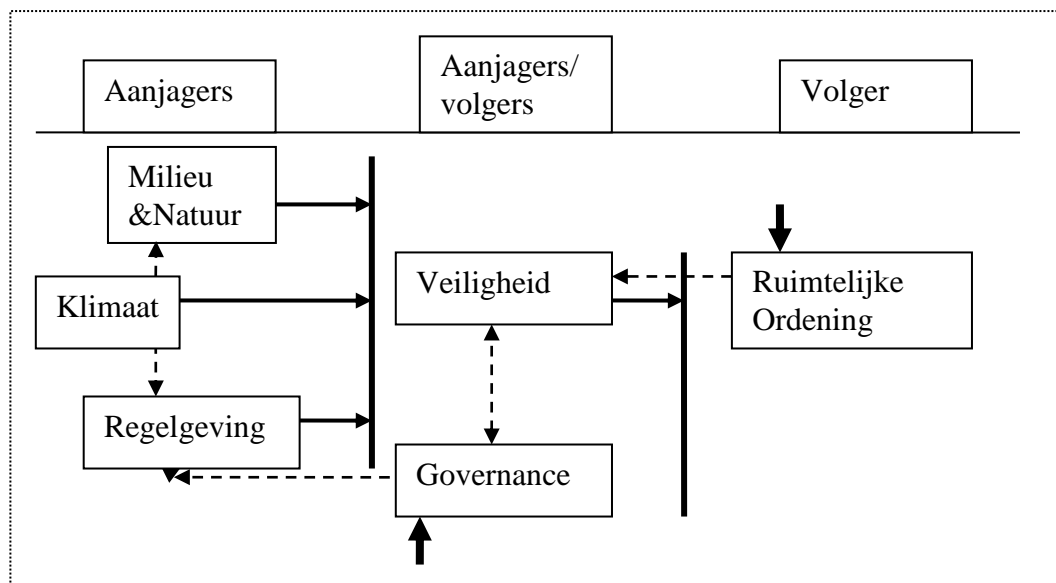 Aanjagers
Aanjagers/
volgers
Volger
Milieu
&Natuur
Klimaat
Veiligheid
Ruimtelijke
Ordening
Regelgeving
Governance